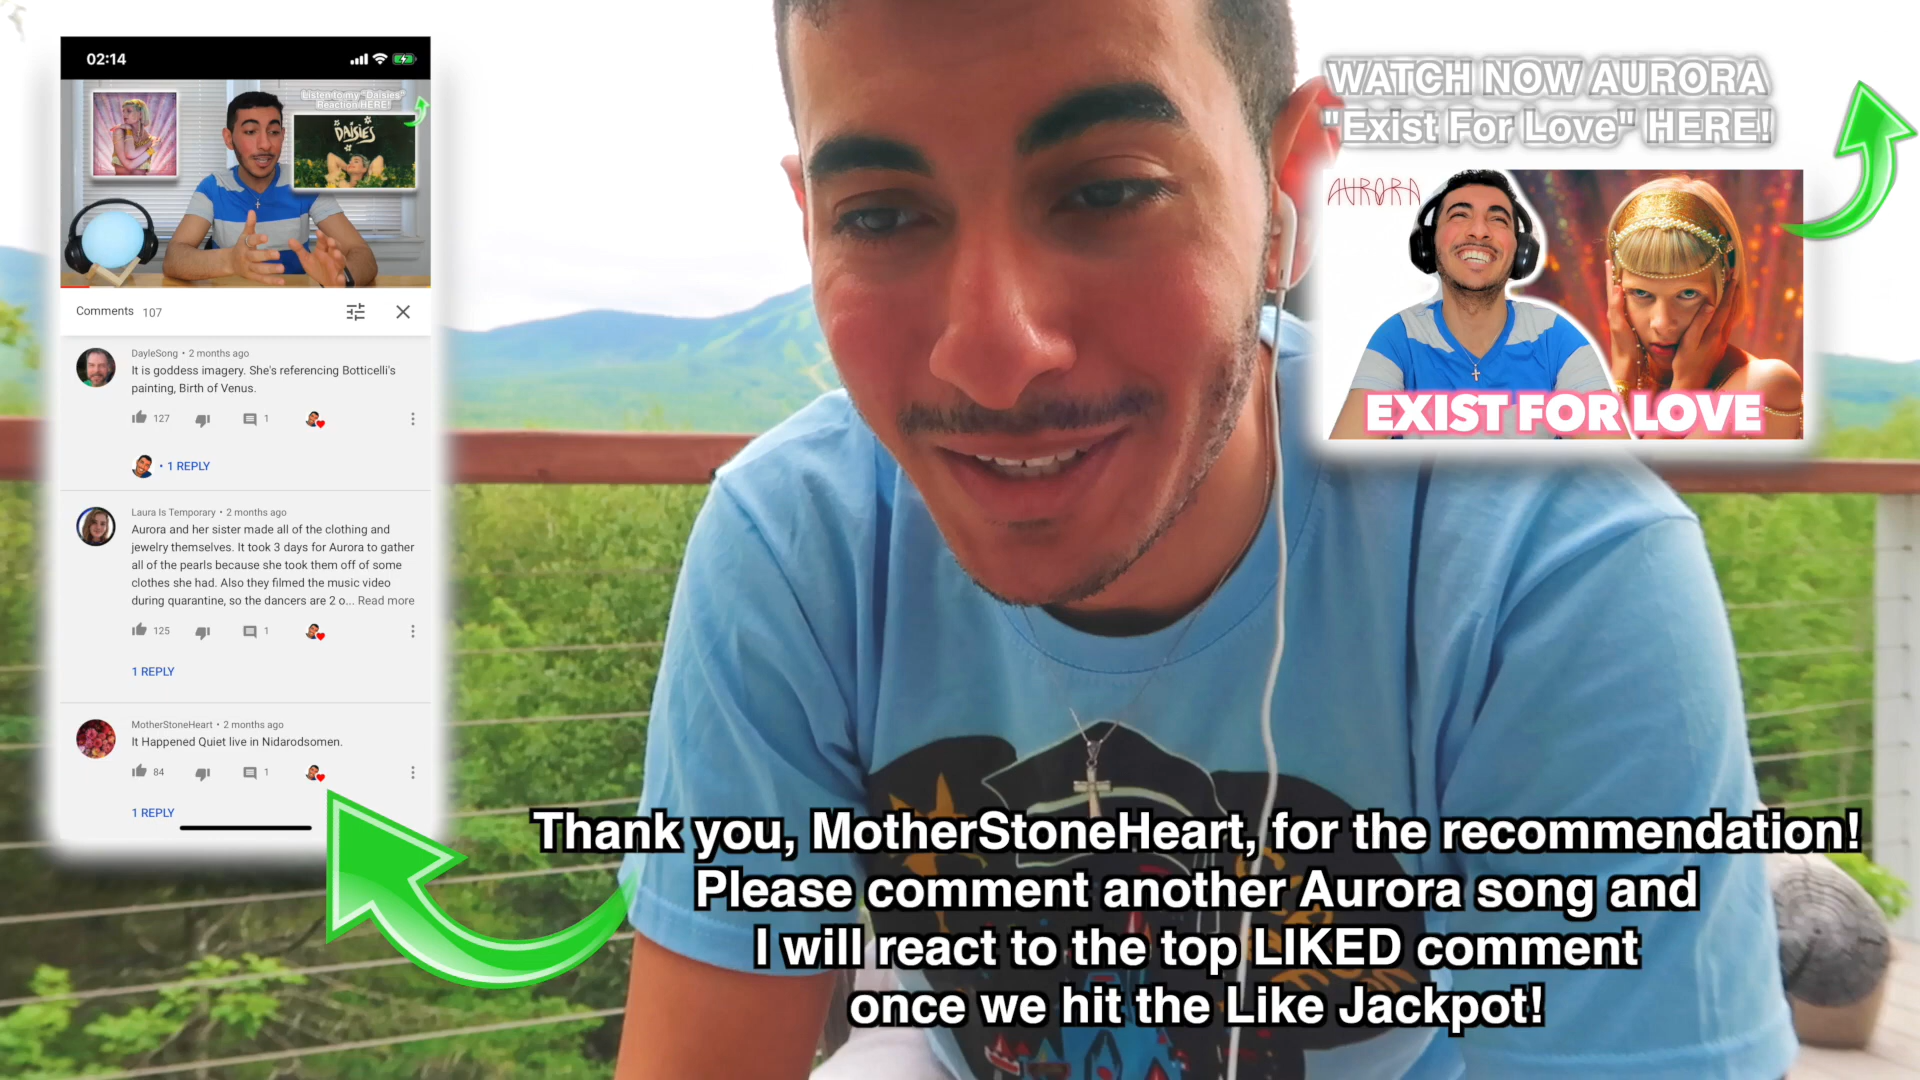 02:14
Listen to my "Daisies"
Reaction HERE!
DAISIES
Comments 107
DayleSong • 2 months ago
It is goddess imagery. She's referencing Botticelli's
painting, Birth of Venus.
127
1
• 1 REPLY
Laura Is Temporary • 2 months ago
Aurora and her sister made all of the clothing and
jewelry themselves. It took 3 days for Aurora to gather
all of the pearls because she took them off of some
clothes she had. Also they filmed the music video
during quarantine, so the dancers are 2 o... Read more
125
1
1 REPLY
MotherStoneHeart • 2 months ago
It Happened Quiet live in Nidarodsomen.
84
1
1 REPLY
WATCH NOW AURORA
"Exist For Love" HERE!
AURORA
EXIST FOR LOVE
Thank you, MotherStoneHeart, for the recommendation!
Please comment another Aurora song and
I will react to the top LIKED comment
once we hit the Like Jackpot!